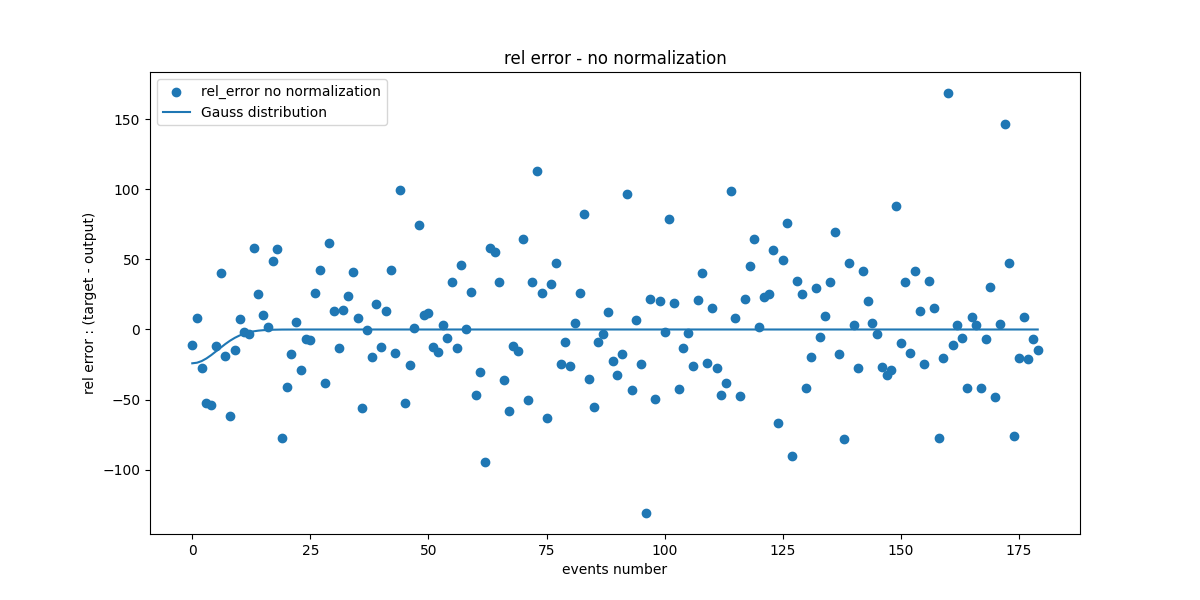 rel error - no normalization
rel_error no normalization
Gauss distribution
150
100
50
0
−50
−100
rel error : (target - output)
0
25
50
75
100
125
150
175
events number